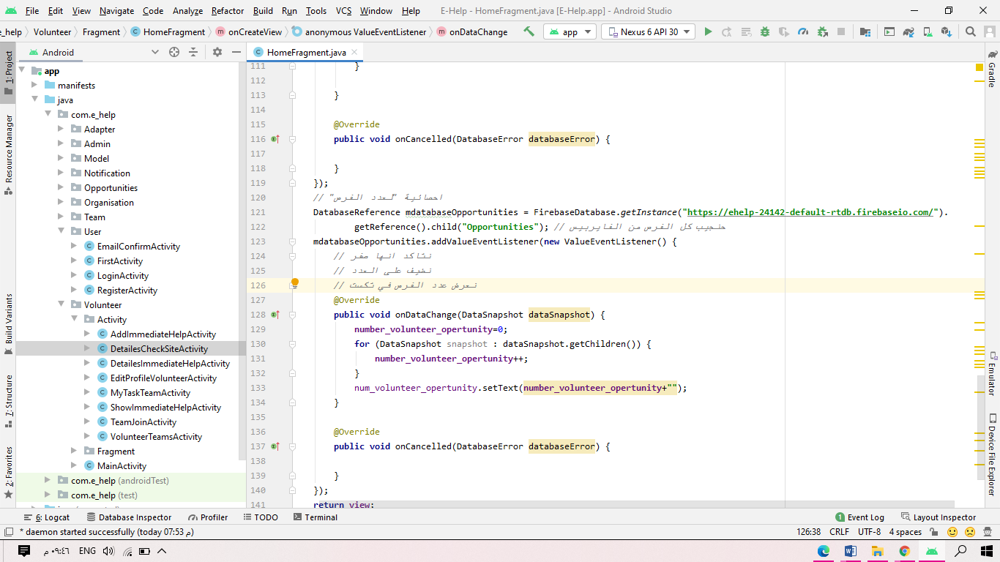 File Edit View Navigate Code Analyze Refactor Build Run Tools VCS Window Help E-Help - HomeFragment.java [E-Help.app] - Android Studio
e_help Volunteer Fragment HomeFragment onCreateView anonymous ValueEventListener onDataChange app Nexus 6 API 30
Android HomeFragment.java
1: Project
Resource Manager
Build Variants
7: Structure
2: Favorites
app
manifests
java
com.e_help
Adapter
Admin
Model
Notification
Opportunities
Organisation
Team
User
EmailConfirmActivity
FirstActivity
LoginActivity
RegisterActivity
Volunteer
Activity
AddImmediateHelpActivity
DetailesCheckSiteActivity
DetailesImmediateHelpActivity
EditProfileVolunteerActivity
MyTaskTeamActivity
ShowImmediateHelpActivity
TeamJoinActivity
VolunteerTeamsActivity
Fragment
MainActivity
com.e_help (androidTest)
com.e_help (test)
111 }
112
113 }
114
115 @Override
116 public void onCancelled(DatabaseError databaseError) {
117
118 }
119 });
120 // احصائية "لعدد الفرص"
121 DatabaseReference mdatabaseOpportunities = FirebaseDatabase.getInstance("https://ehelp-24142-default-rtdb.firebaseio.com/").
122 getReference().child("Opportunities"); // حنجيب كل الفرص من الفايربيس
123 mdatabaseOpportunities.addValueEventListener(new ValueEventListener() {
124 // نتاكد انها صفر
125 // نضيف على العدد
126 // نعرض عدد الفرص في تكست
127 @Override
128 public void onDataChange(DataSnapshot dataSnapshot) {
129 number_volunteer_opertunity=0;
130 for (DataSnapshot snapshot : dataSnapshot.getChildren()) {
131 number_volunteer_opertunity++;
132 }
133 num_volunteer_opertunity.setText(number_volunteer_opertunity+"");
134 }
135
136 @Override
137 public void onCancelled(DatabaseError databaseError) {
138
139 }
140 });
141 return view;
Gradle
Emulator
Device File Explorer
6: Logcat Database Inspector Profiler TODO Terminal 1 Event Log Layout Inspector
* daemon started successfully (today 07:53 م) 126:38 CRLF UTF-8 4 spaces
٠٩:٤٦ م ENG